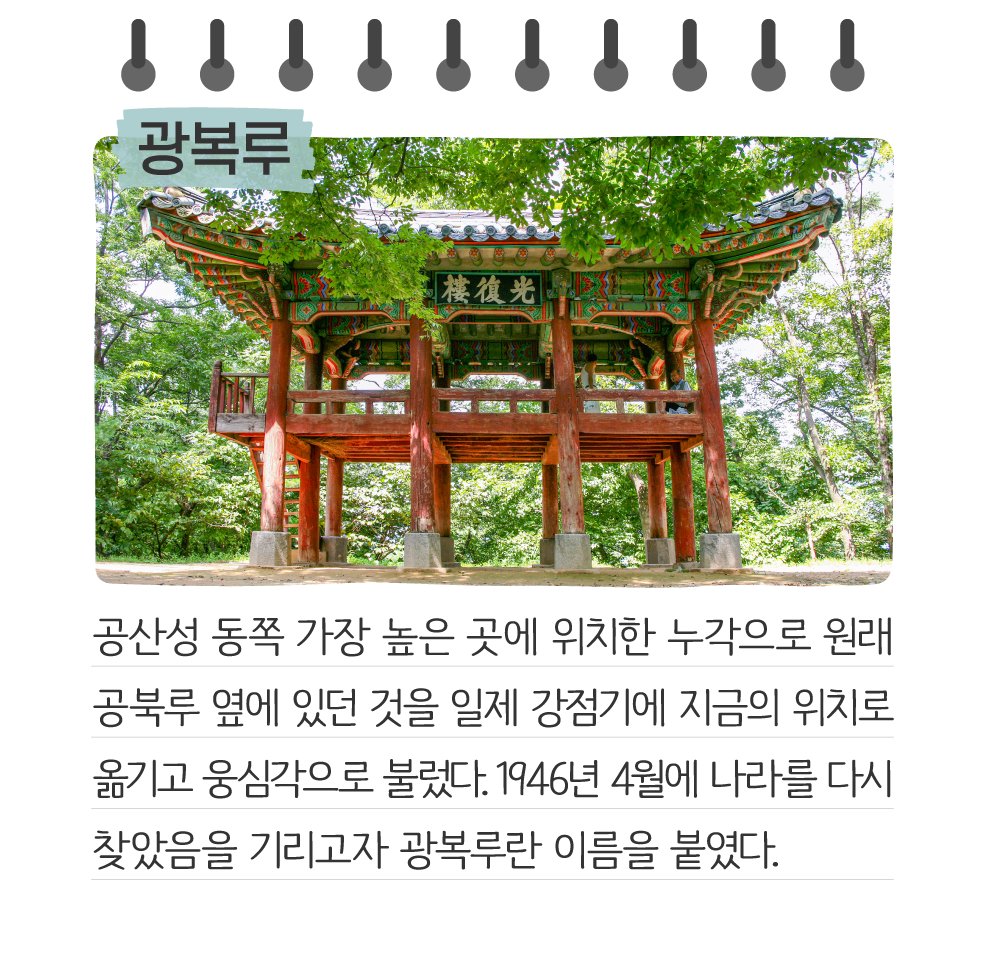 광복루
樓復光
공산성 동쪽 가장 높은 곳에 위치한 누각으로 원래
공북루 옆에 있던 것을 일제 강점기에 지금의 위치로
옮기고 웅심각으로 불렀다. 1946년 4월에 나라를 다시
찾았음을 기리고자 광복루란 이름을 붙였다.